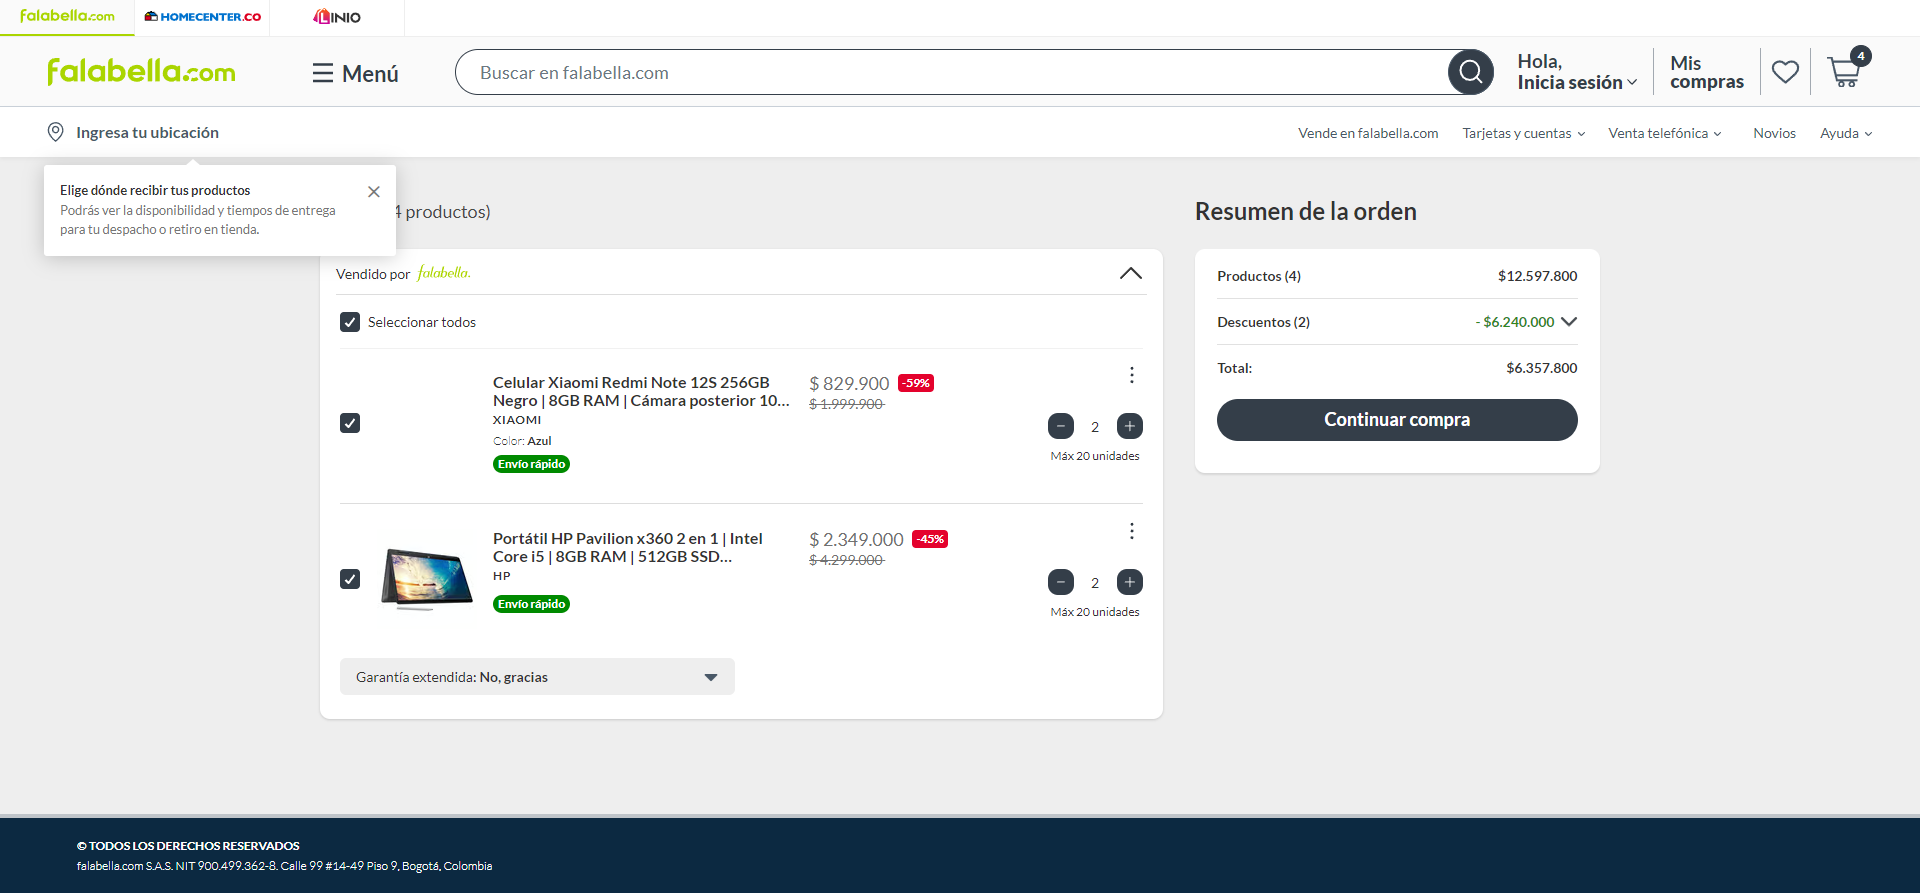 falabella.com
HOMECENTER.CO
LINIO
falabella.com
Menú
Buscar en falabella.com
Hola,
Inicia sesión
Mis
compras
4
Ingresa tu ubicación
Vende en falabella.com
Tarjetas y cuentas
Venta telefónica
Novios
Ayuda
Elige dónde recibir tus productos
Podrás ver la disponibilidad y tiempos de entrega
para tu despacho o retiro en tienda.
4 productos)
Resumen de la orden
Vendido por falabella.
Seleccionar todos
Celular Xiaomi Redmi Note 12S 256GB
Negro | 8GB RAM | Cámara posterior 10...
XIAOMI
Color: Azul
Envío rápido
$ 829.900 -59%
$ 1.999.900
− 2 +
Máx 20 unidades
Portátil HP Pavilion x360 2 en 1 | Intel
Core i5 | 8GB RAM | 512GB SSD...
HP
Envío rápido
$ 2.349.000 -45%
$ 4.299.000
− 2 +
Máx 20 unidades
Garantía extendida: No, gracias
Productos (4) $12.597.800
Descuentos (2) - $6.240.000
Total: $6.357.800
Continuar compra
© TODOS LOS DERECHOS RESERVADOS
falabella.com S.A.S. NIT 900.499.362-8. Calle 99 #14-49 Piso 9, Bogotá, Colombia